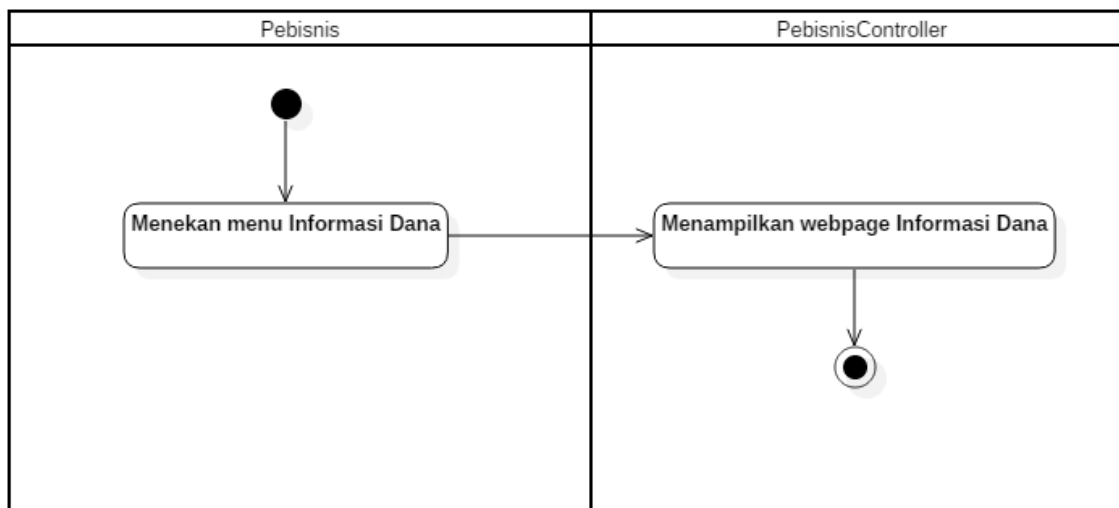 Pebisnis
PebisnisController
Menekan menu Informasi Dana
Menampilkan webpage Informasi Dana